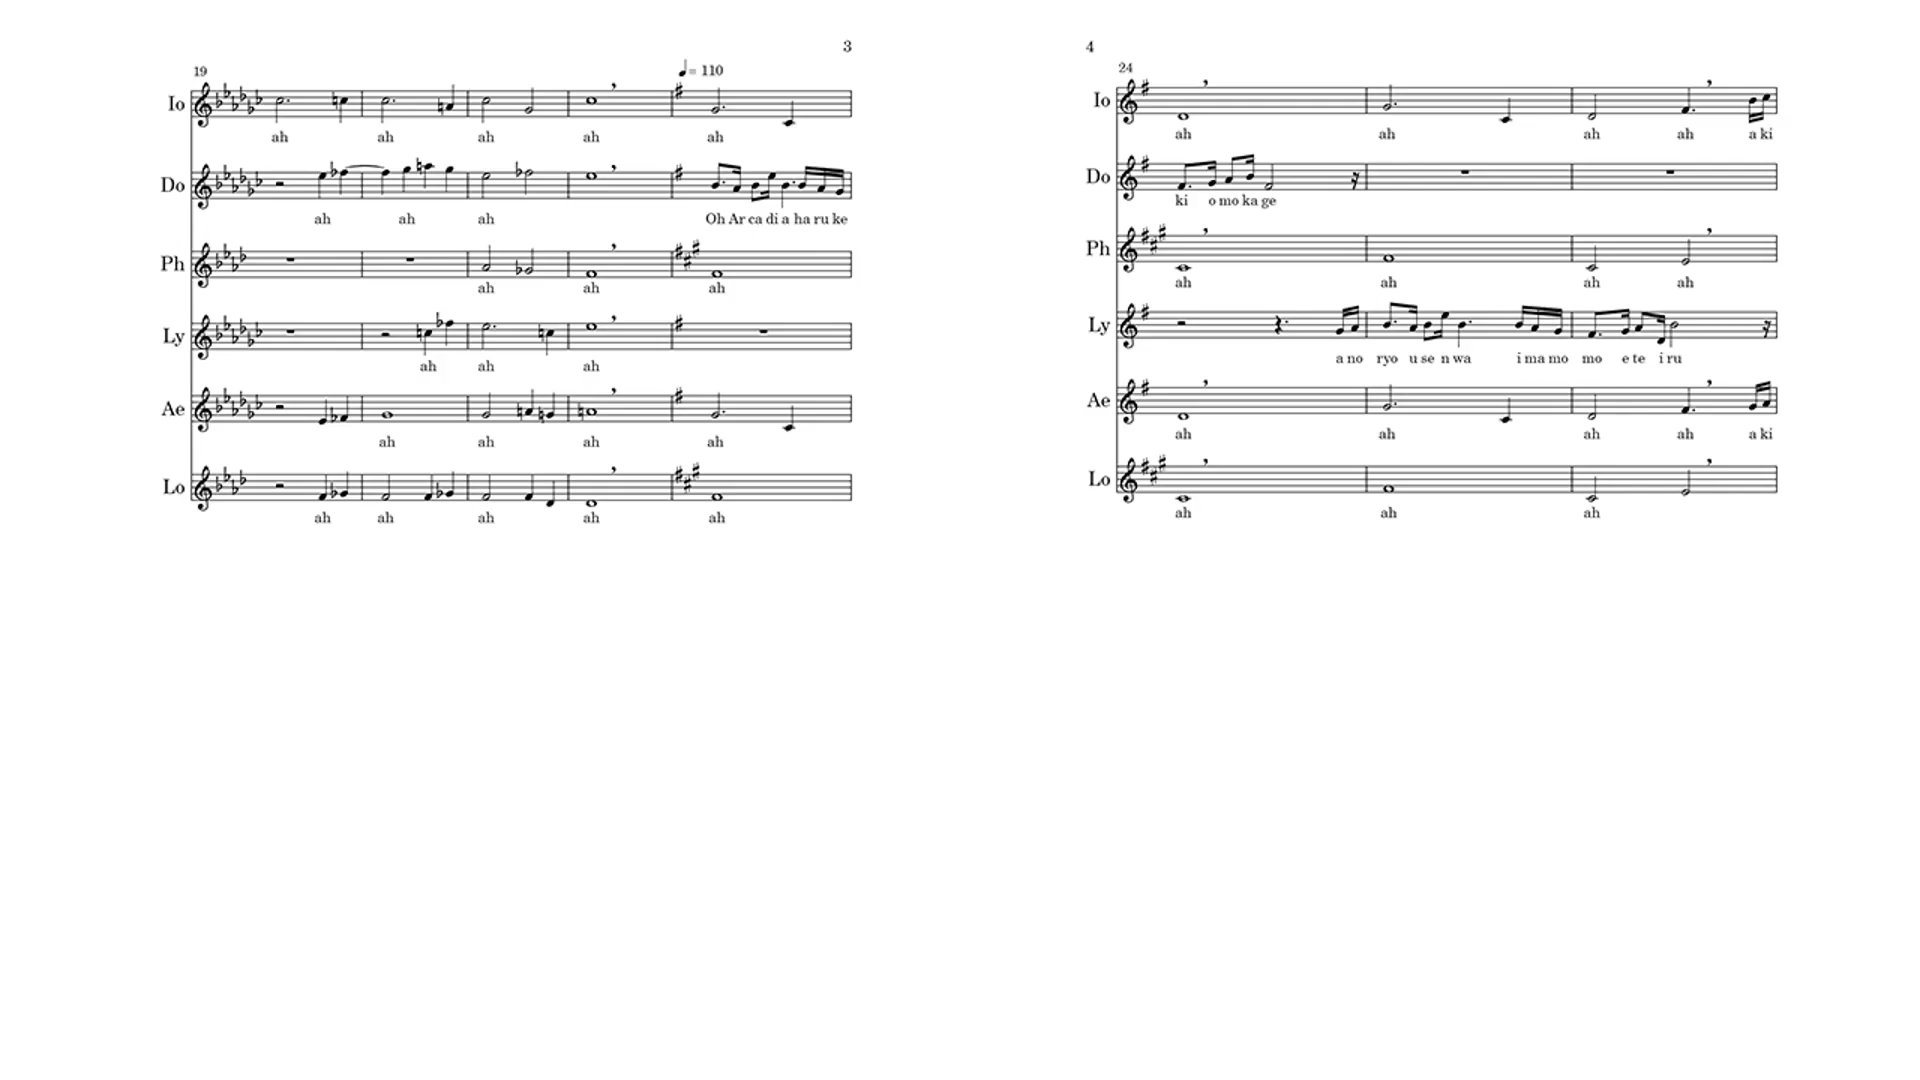 3
19
♩= 110
Io
ah ah ah ah ah
Do
ah ah ah Oh Ar ca di a ha ru ke
Ph
ah ah ah
Ly
ah ah ah
Ae
ah ah ah ah
Lo
ah ah ah ah ah
4
24
Io
ah ah ah ah a ki
Do
ki o mo ka ge
Ph
ah ah ah ah
Ly
a no ryo u se n wa i ma mo mo e te i ru
Ae
ah ah ah ah a ki
Lo
ah ah ah